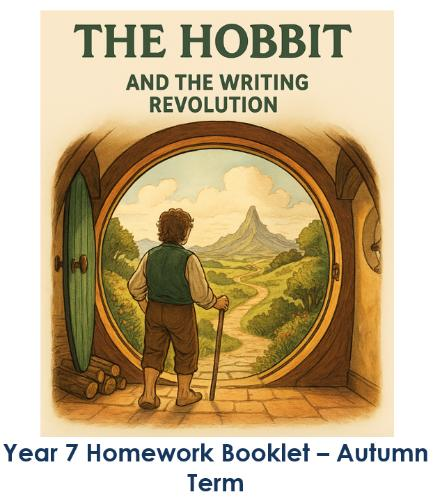 THE HOBBIT
AND THE WRITING
REVOLUTION
Year 7 Homework Booklet – Autumn
Term